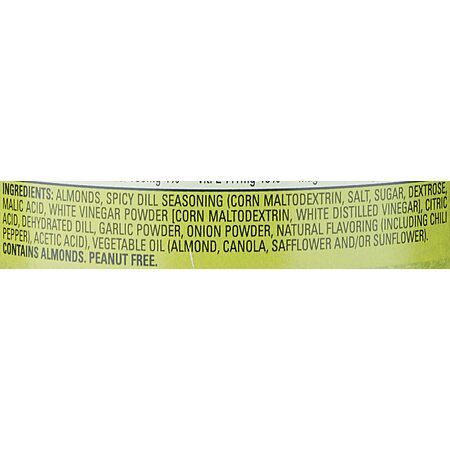 INGREDIENTS: ALMONDS, SPICY DILL SEASONING (CORN MALTODEXTRIN, SALT, SUGAR, DEXTROSE,
MALIC ACID, WHITE VINEGAR POWDER [CORN MALTODEXTRIN, WHITE DISTILLED VINEGAR], CITRIC
ACID, DEHYDRATED DILL, GARLIC POWDER, ONION POWDER, NATURAL FLAVORING (INCLUDING CHILI
PEPPER), ACETIC ACID), VEGETABLE OIL (ALMOND, CANOLA, SAFFLOWER AND/OR SUNFLOWER).
CONTAINS ALMONDS. PEANUT FREE.